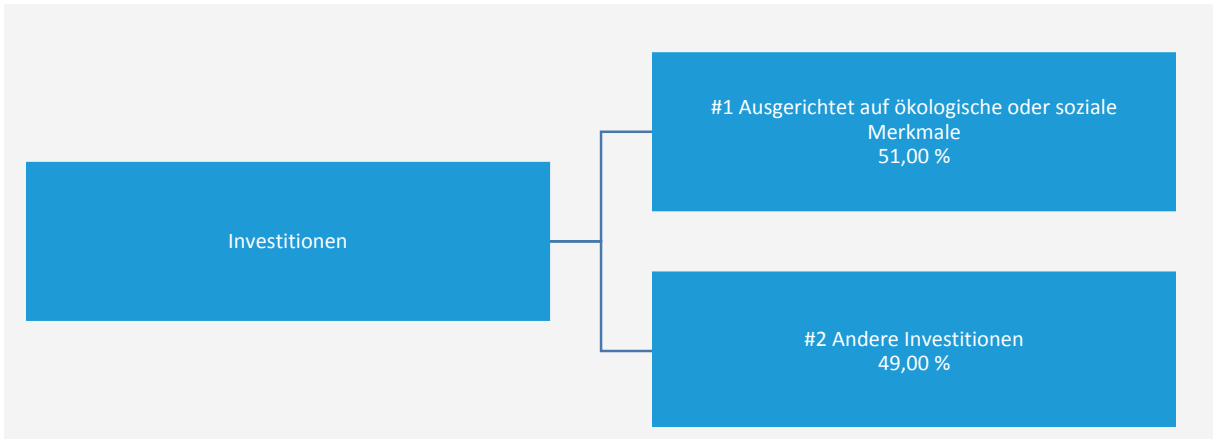 Investitionen
#1 Ausgerichtet auf ökologische oder soziale
Merkmale
51,00 %
#2 Andere Investitionen
49,00 %